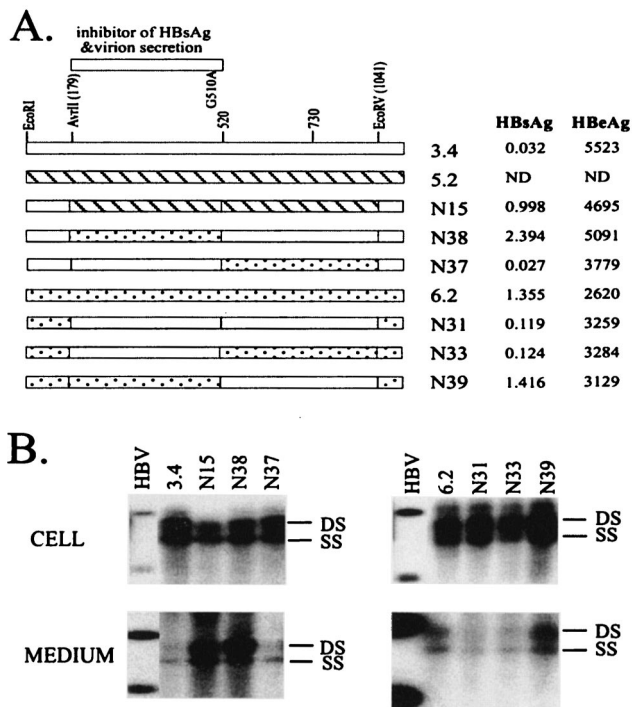 A.
inhibitor of HBsAg
&virion secretion
EcoRI
AvrII (179)
G510A
520
730
EcoRV (1041)
HBsAg HBeAg
3.4 0.032 5523
5.2 ND ND
N15 0.998 4695
N38 2.394 5091
N37 0.027 3779
6.2 1.355 2620
N31 0.119 3259
N33 0.124 3284
N39 1.416 3129
B.
HBV 3.4 N15 N38 N37
HBV 6.2 N31 N33 N39
CELL DS DS
SS SS
MEDIUM DS DS
SS SS